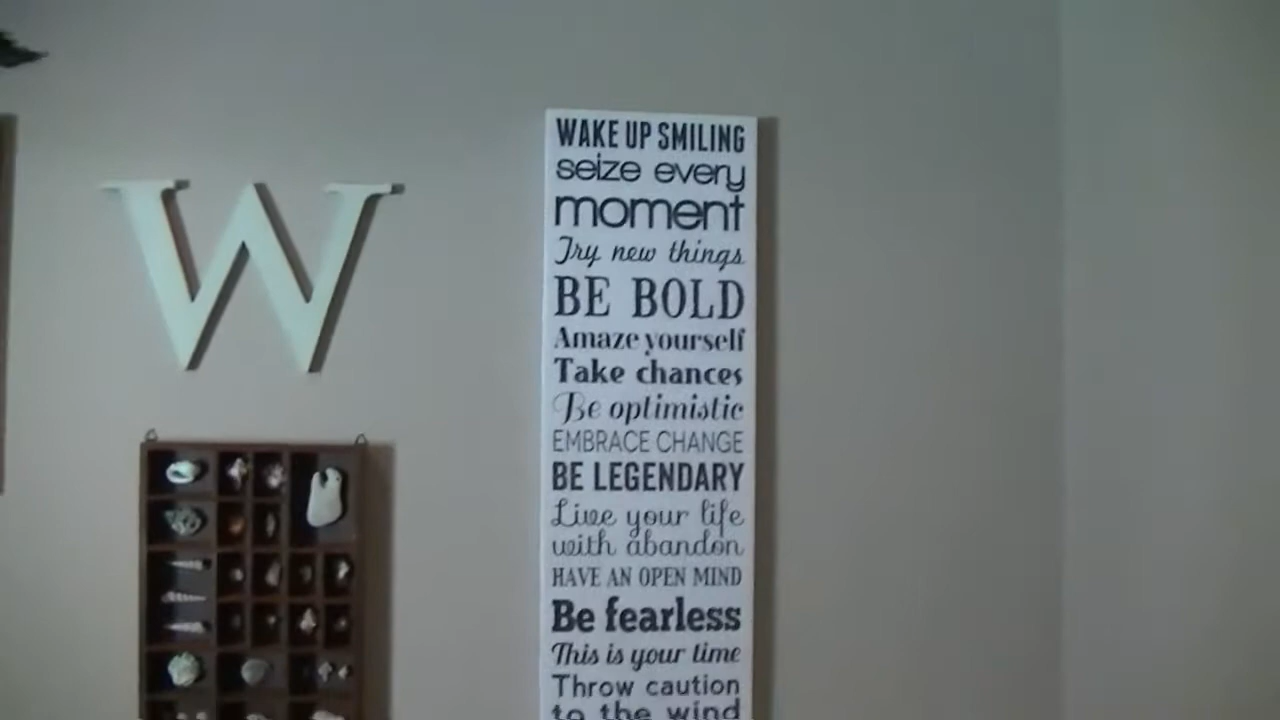 W
WAKE UP SMILING
seize every
moment
Try new things
BE BOLD
Amaze yourself
Take chances
Be optimistic
EMBRACE CHANGE
BE LEGENDARY
Live your life
with abandon
HAVE AN OPEN MIND
Be fearless
This is your time
Throw caution
to the wind